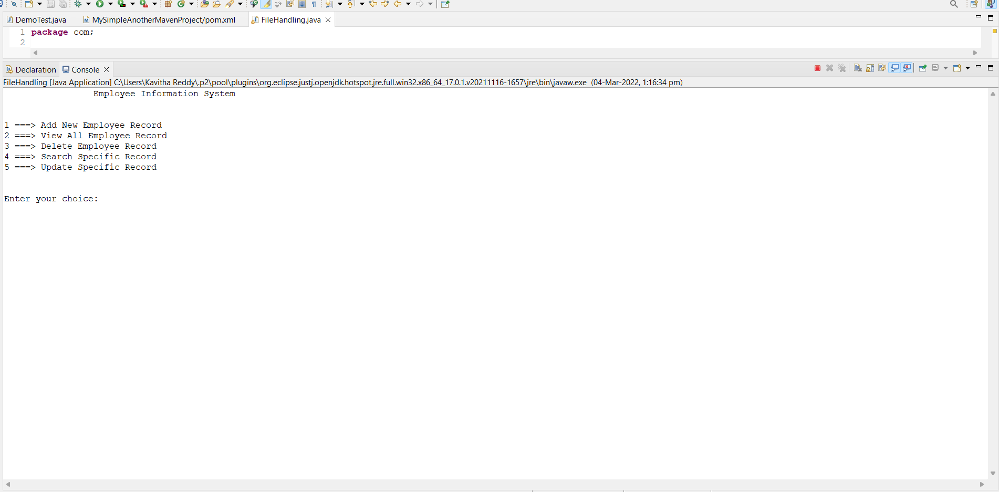 DemoTest.java MySimpleAnotherMavenProject/pom.xml FileHandling.java
1 package com;
2
Declaration Console
FileHandling [Java Application] C:\Users\Kavitha Reddy\.p2\pool\plugins\org.eclipse.justj.openjdk.hotspot.jre.full.win32.x86_64_17.0.1.v20211116-1657\jre\bin\javaw.exe (04-Mar-2022, 1:16:34 pm)
Employee Information System
1 ===> Add New Employee Record
2 ===> View All Employee Record
3 ===> Delete Employee Record
4 ===> Search Specific Record
5 ===> Update Specific Record
Enter your choice: